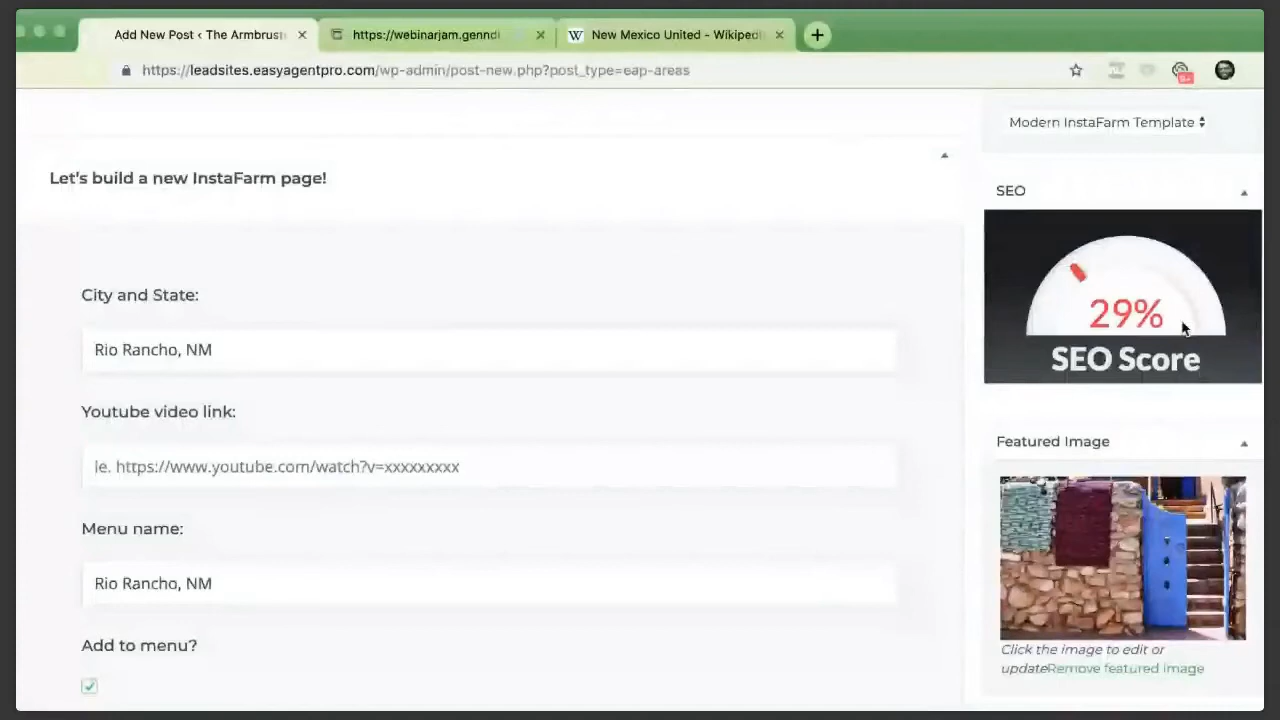 Add New Post ‹ The Armbrust
https://webinarjam.genndi
New Mexico United - Wikipedi
https://leadsites.easyagentpro.com/wp-admin/post-new.php?post_type=eap-areas
9+
Modern InstaFarm Template
Let's build a new InstaFarm page!
SEO
29%
SEO Score
City and State:
Rio Rancho, NM
Youtube video link:
Ie. https://www.youtube.com/watch?v=xxxxxxxxx
Featured Image
Menu name:
Rio Rancho, NM
Add to menu?
Click the image to edit or
updateRemove featured image